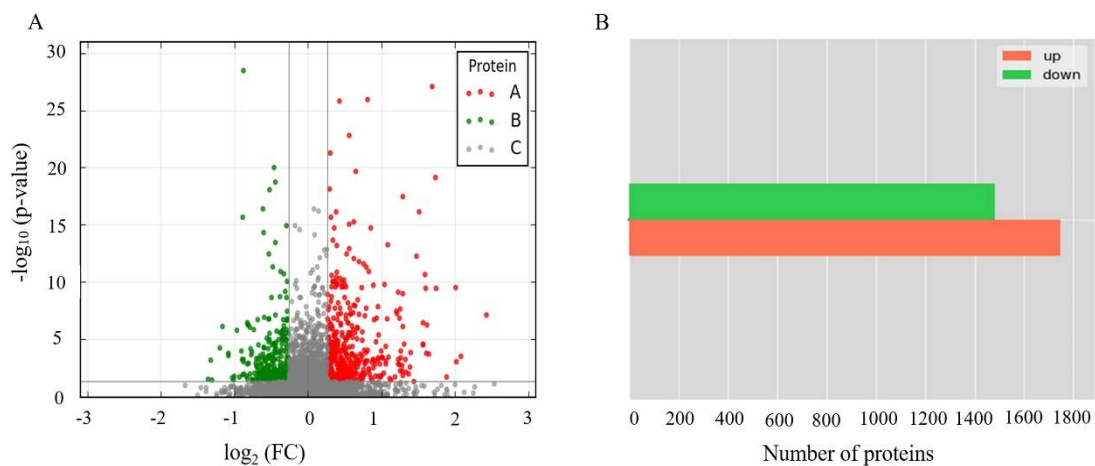 A
B
30
25
20
15
10
5
0
-log₁₀ (p-value)
Protein
A
B
C
-3 -2 -1 0 1 2 3
log₂ (FC)
up
down
0 200 400 600 800 1000 1200 1400 1600 1800
Number of proteins